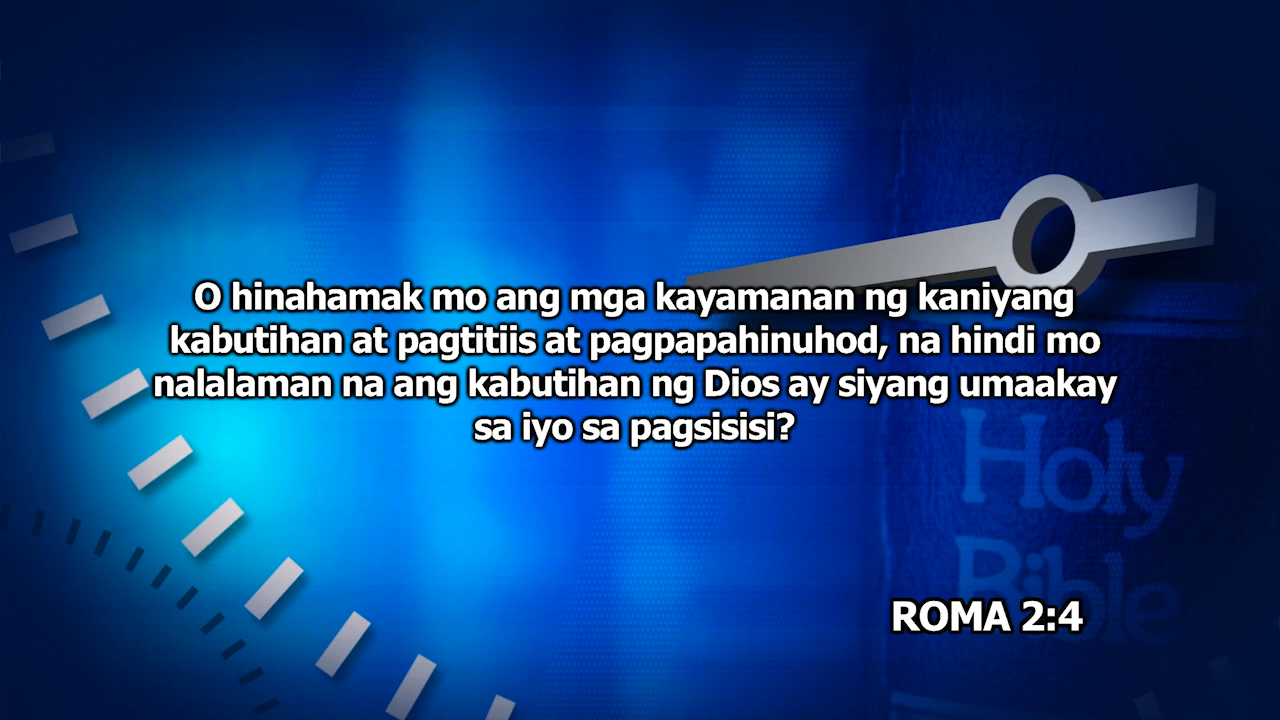 O hinahamak mo ang mga kayamanan ng kaniyang
kabutihan at pagtitiis at pagpapahinuhod, na hindi mo
nalalaman na ang kabutihan ng Dios ay siyang umaakay
sa iyo sa pagsisisi?
Holy
Bible
ROMA 2:4